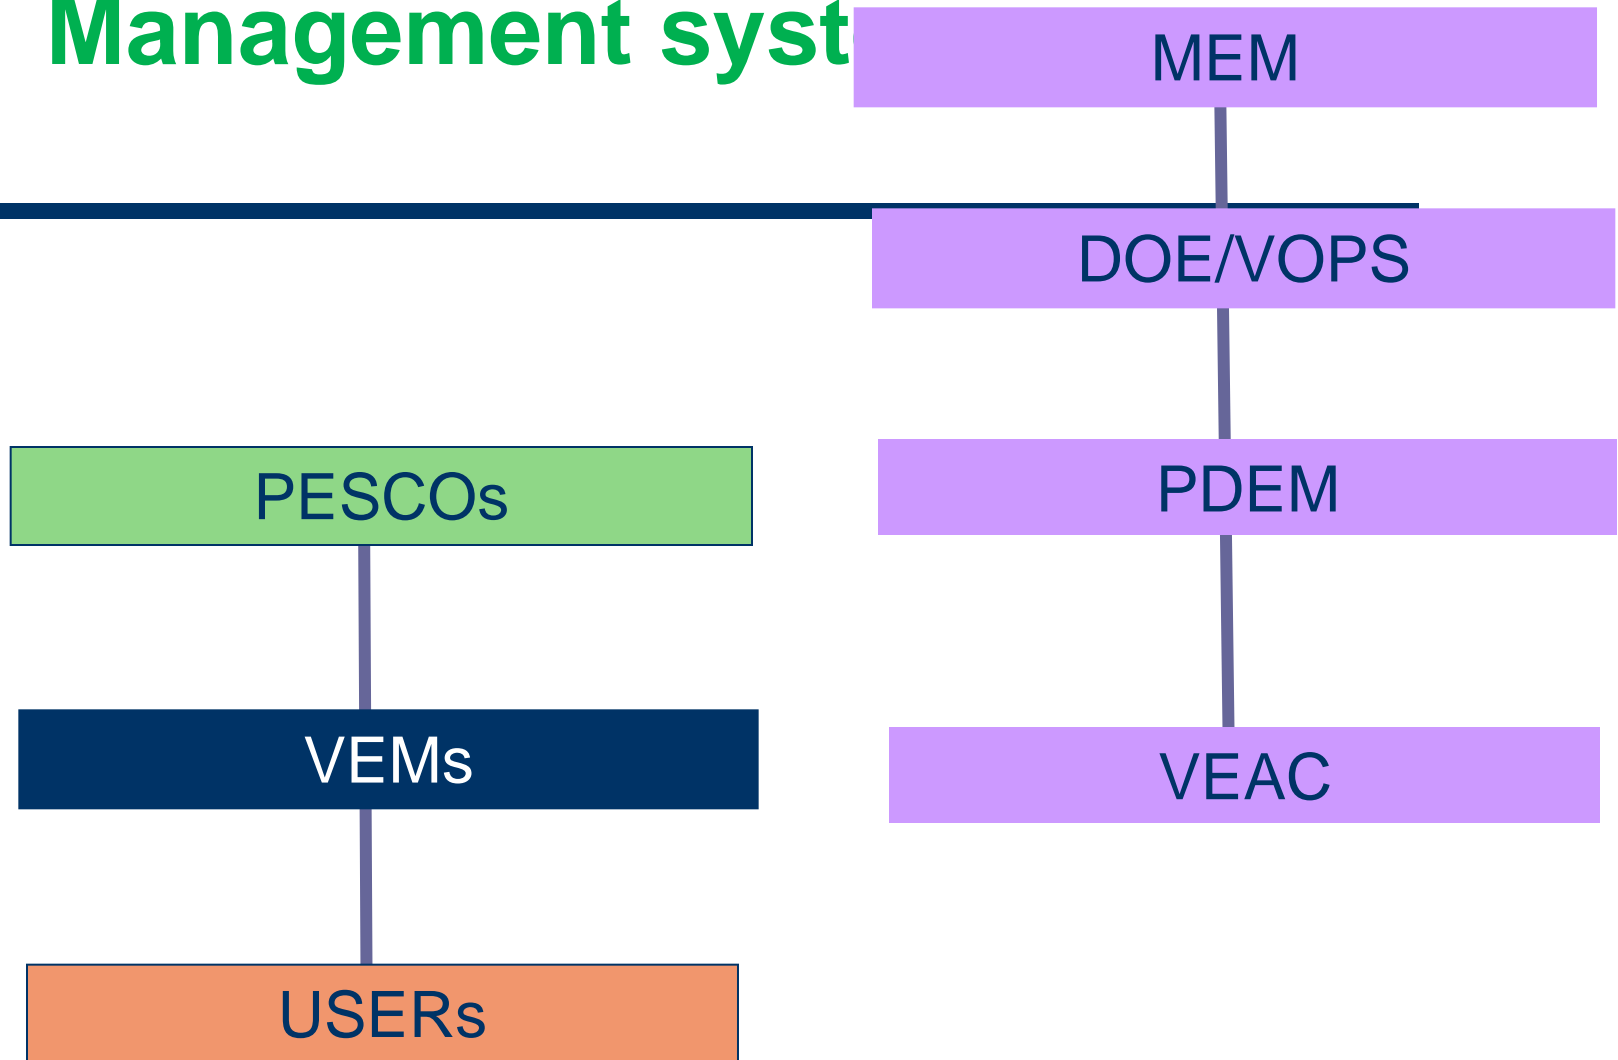 Management syst
MEM
DOE/VOPS
PDEM
PESCOs
VEMs
VEAC
USERs